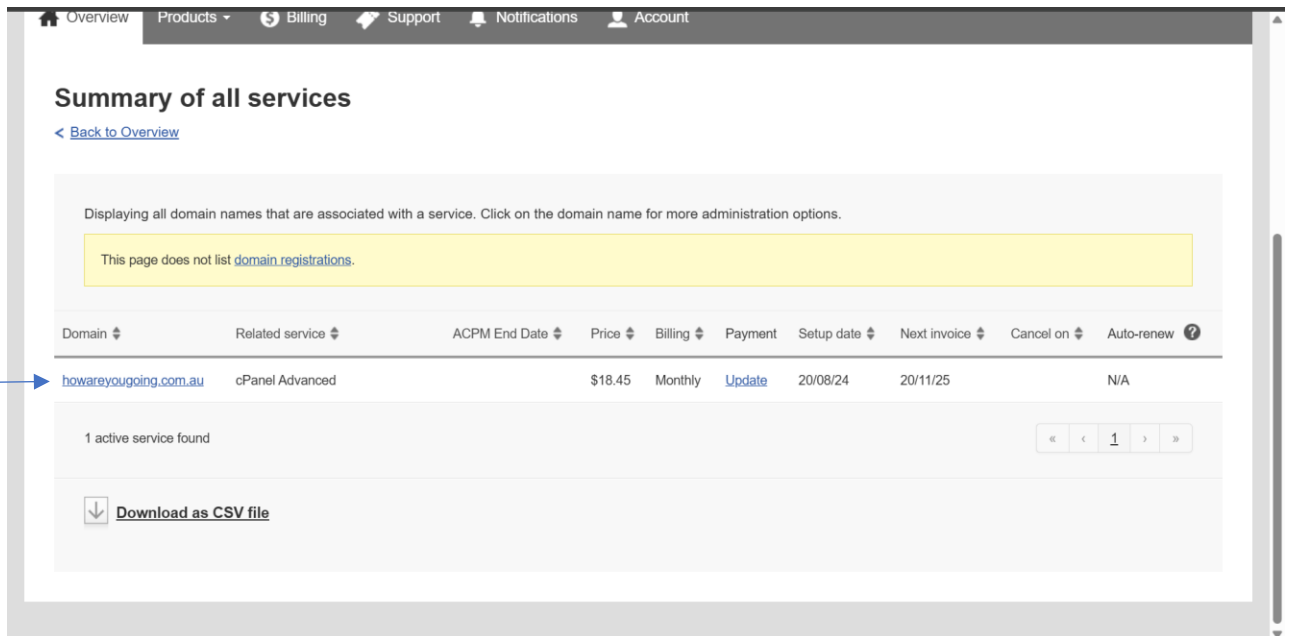 Overview Products Billing Support Notifications Account
Summary of all services
< Back to Overview
Displaying all domain names that are associated with a service. Click on the domain name for more administration options.
This page does not list domain registrations.
Domain Related service ACPM End Date Price Billing Payment Setup date Next invoice Cancel on Auto-renew ?
howareyougoing.com.au cPanel Advanced $18.45 Monthly Update 20/08/24 20/11/25 N/A
1 active service found « ‹ 1 › »
Download as CSV file